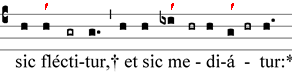 sic flécti-tur,† et sic me - di-á - tur:*